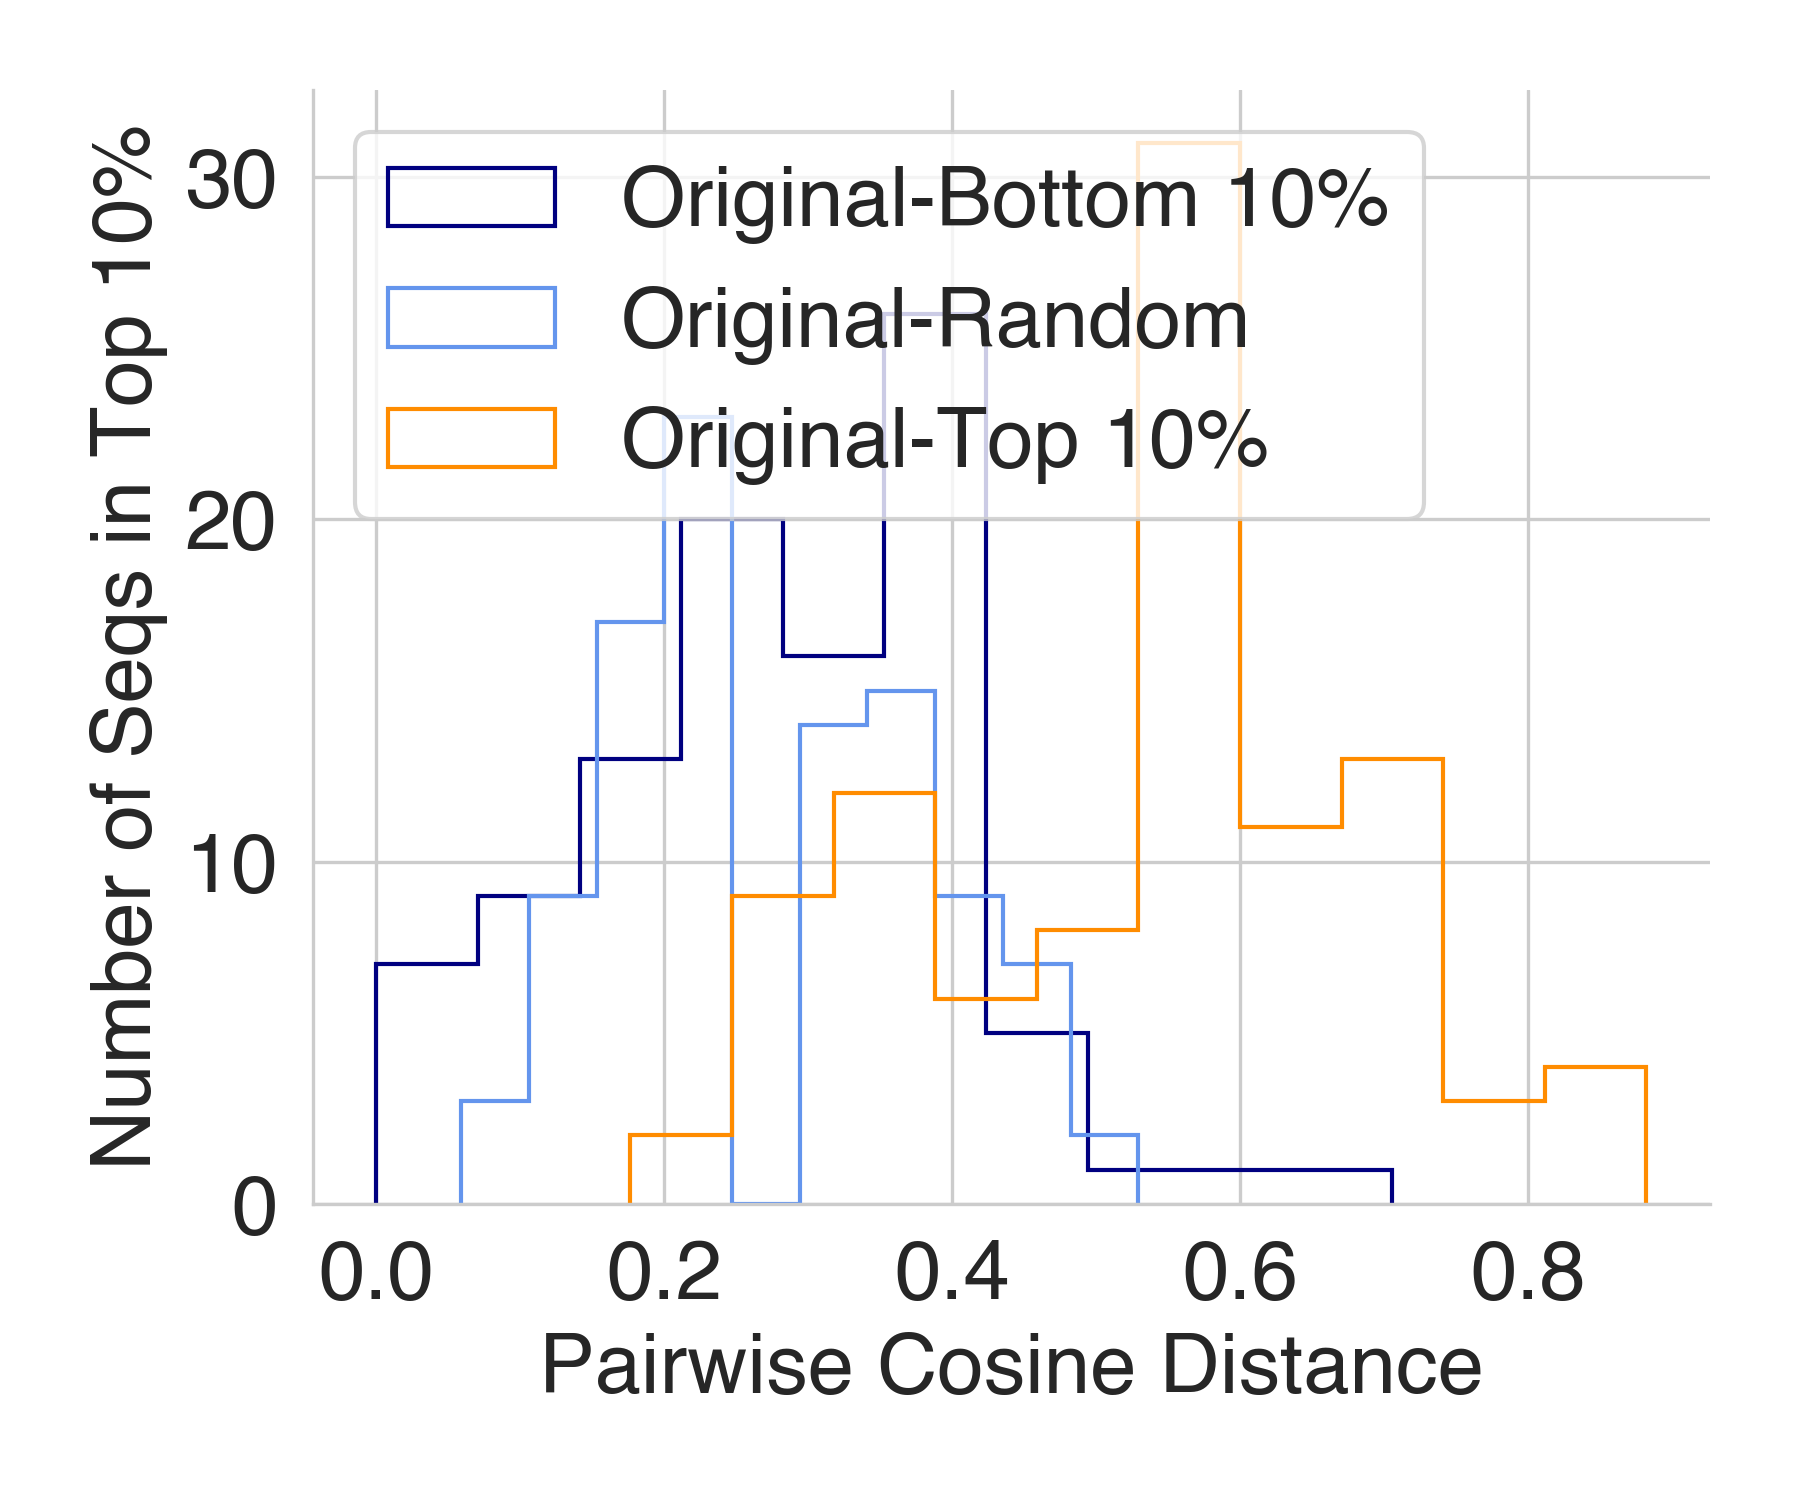 Number of Seqs in Top 10%
30
20
10
0
Original-Bottom 10%
Original-Random
Original-Top 10%
0.0 0.2 0.4 0.6 0.8
Pairwise Cosine Distance